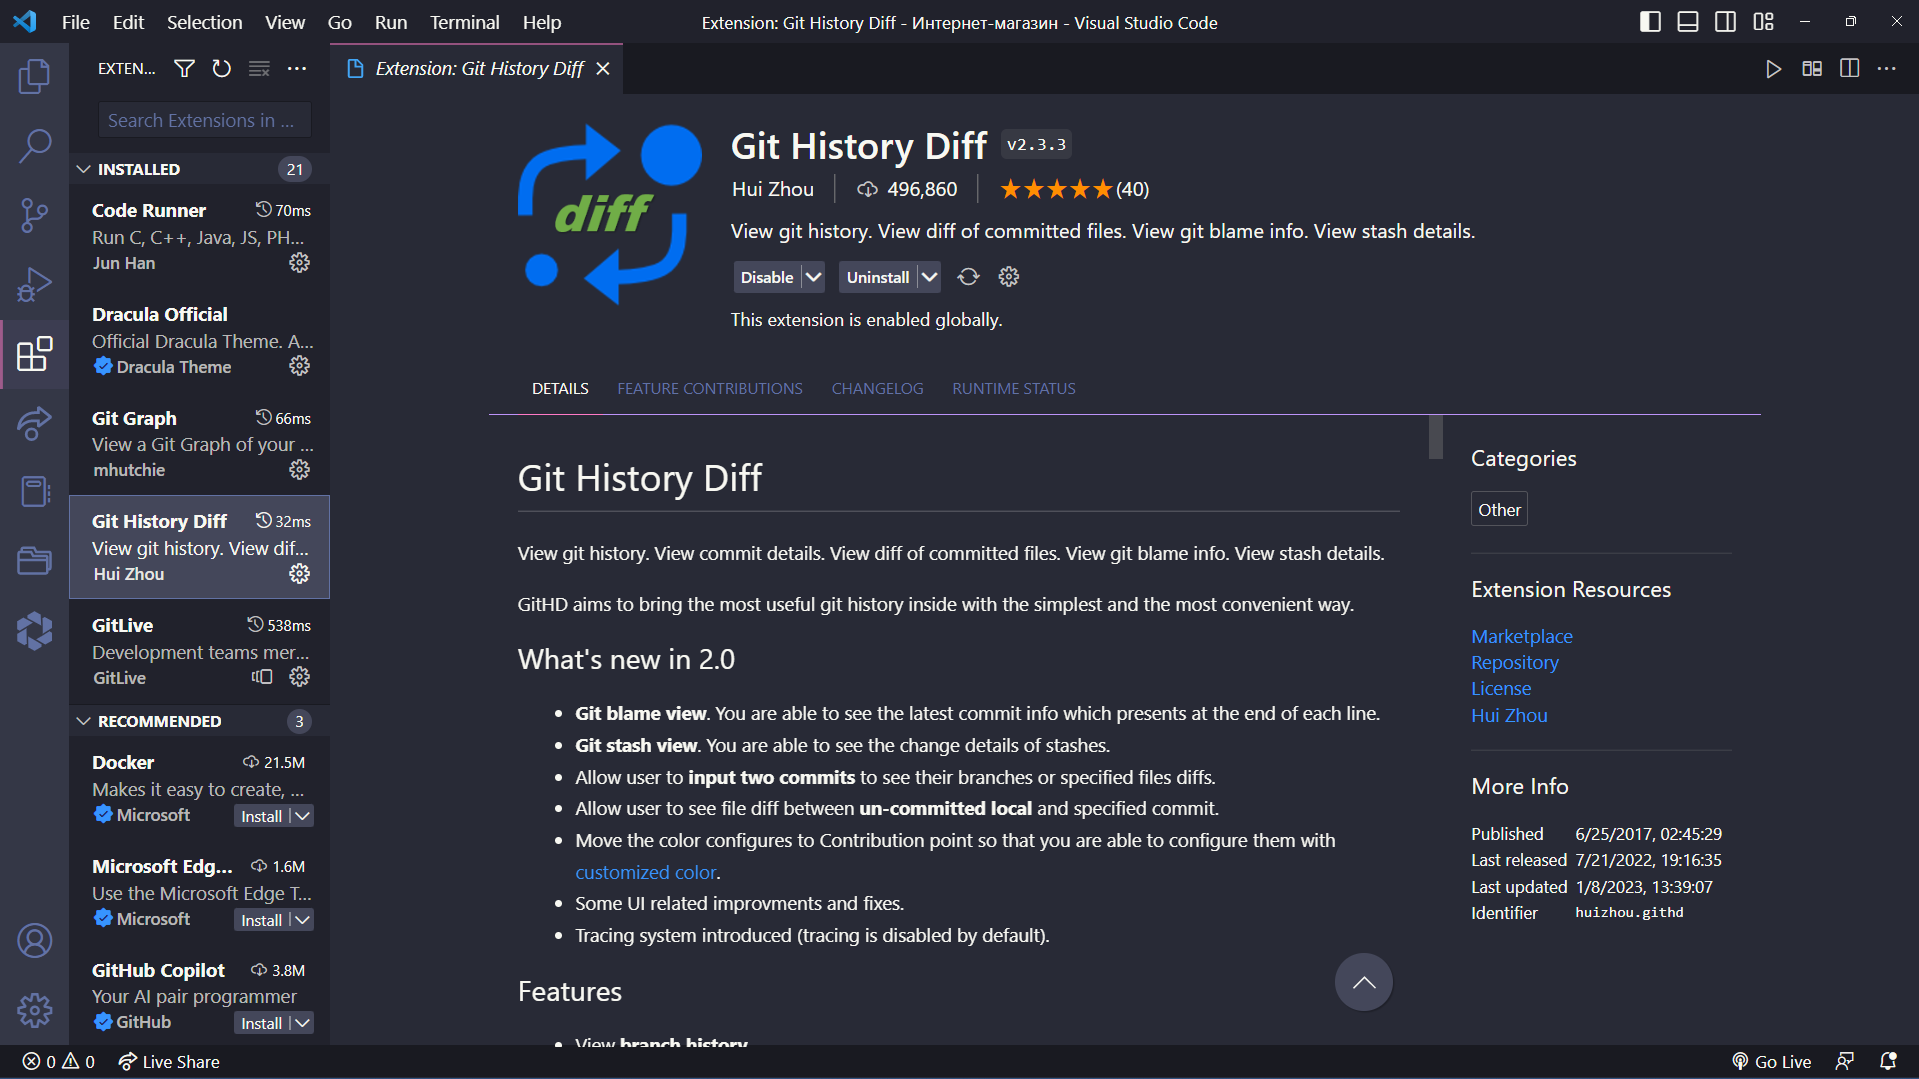 File Edit Selection View Go Run Terminal Help
Extension: Git History Diff - Интернет-магазин - Visual Studio Code
EXTEN...
Search Extensions in ...
INSTALLED 21
Code Runner 70ms
Run C, C++, Java, JS, PH...
Jun Han
Dracula Official
Official Dracula Theme. A...
Dracula Theme
Git Graph 66ms
View a Git Graph of your ...
mhutchie
Git History Diff 32ms
View git history. View dif...
Hui Zhou
GitLive 538ms
Development teams mer...
GitLive
RECOMMENDED 3
Docker 21.5M
Makes it easy to create, ...
Microsoft Install
Microsoft Edg... 1.6M
Use the Microsoft Edge T...
Microsoft Install
GitHub Copilot 3.8M
Your AI pair programmer
GitHub Install
Extension: Git History Diff
diff
Git History Diff v2.3.3
Hui Zhou 496,860 (40)
View git history. View diff of committed files. View git blame info. View stash details.
Disable Uninstall
This extension is enabled globally.
DETAILS FEATURE CONTRIBUTIONS CHANGELOG RUNTIME STATUS
Git History Diff
View git history. View commit details. View diff of committed files. View git blame info. View stash details.
GitHD aims to bring the most useful git history inside with the simplest and the most convenient way.
What's new in 2.0
• Git blame view. You are able to see the latest commit info which presents at the end of each line.
• Git stash view. You are able to see the change details of stashes.
• Allow user to input two commits to see their branches or specified files diffs.
• Allow user to see file diff between un-committed local and specified commit.
• Move the color configures to Contribution point so that you are able to configure them with
customized color.
• Some UI related improvments and fixes.
• Tracing system introduced (tracing is disabled by default).
Features
• View branch history
Categories
Other
Extension Resources
Marketplace
Repository
License
Hui Zhou
More Info
Published 6/25/2017, 02:45:29
Last released 7/21/2022, 19:16:35
Last updated 1/8/2023, 13:39:07
Identifier huizhou.githd
0 0 Live Share
Go Live